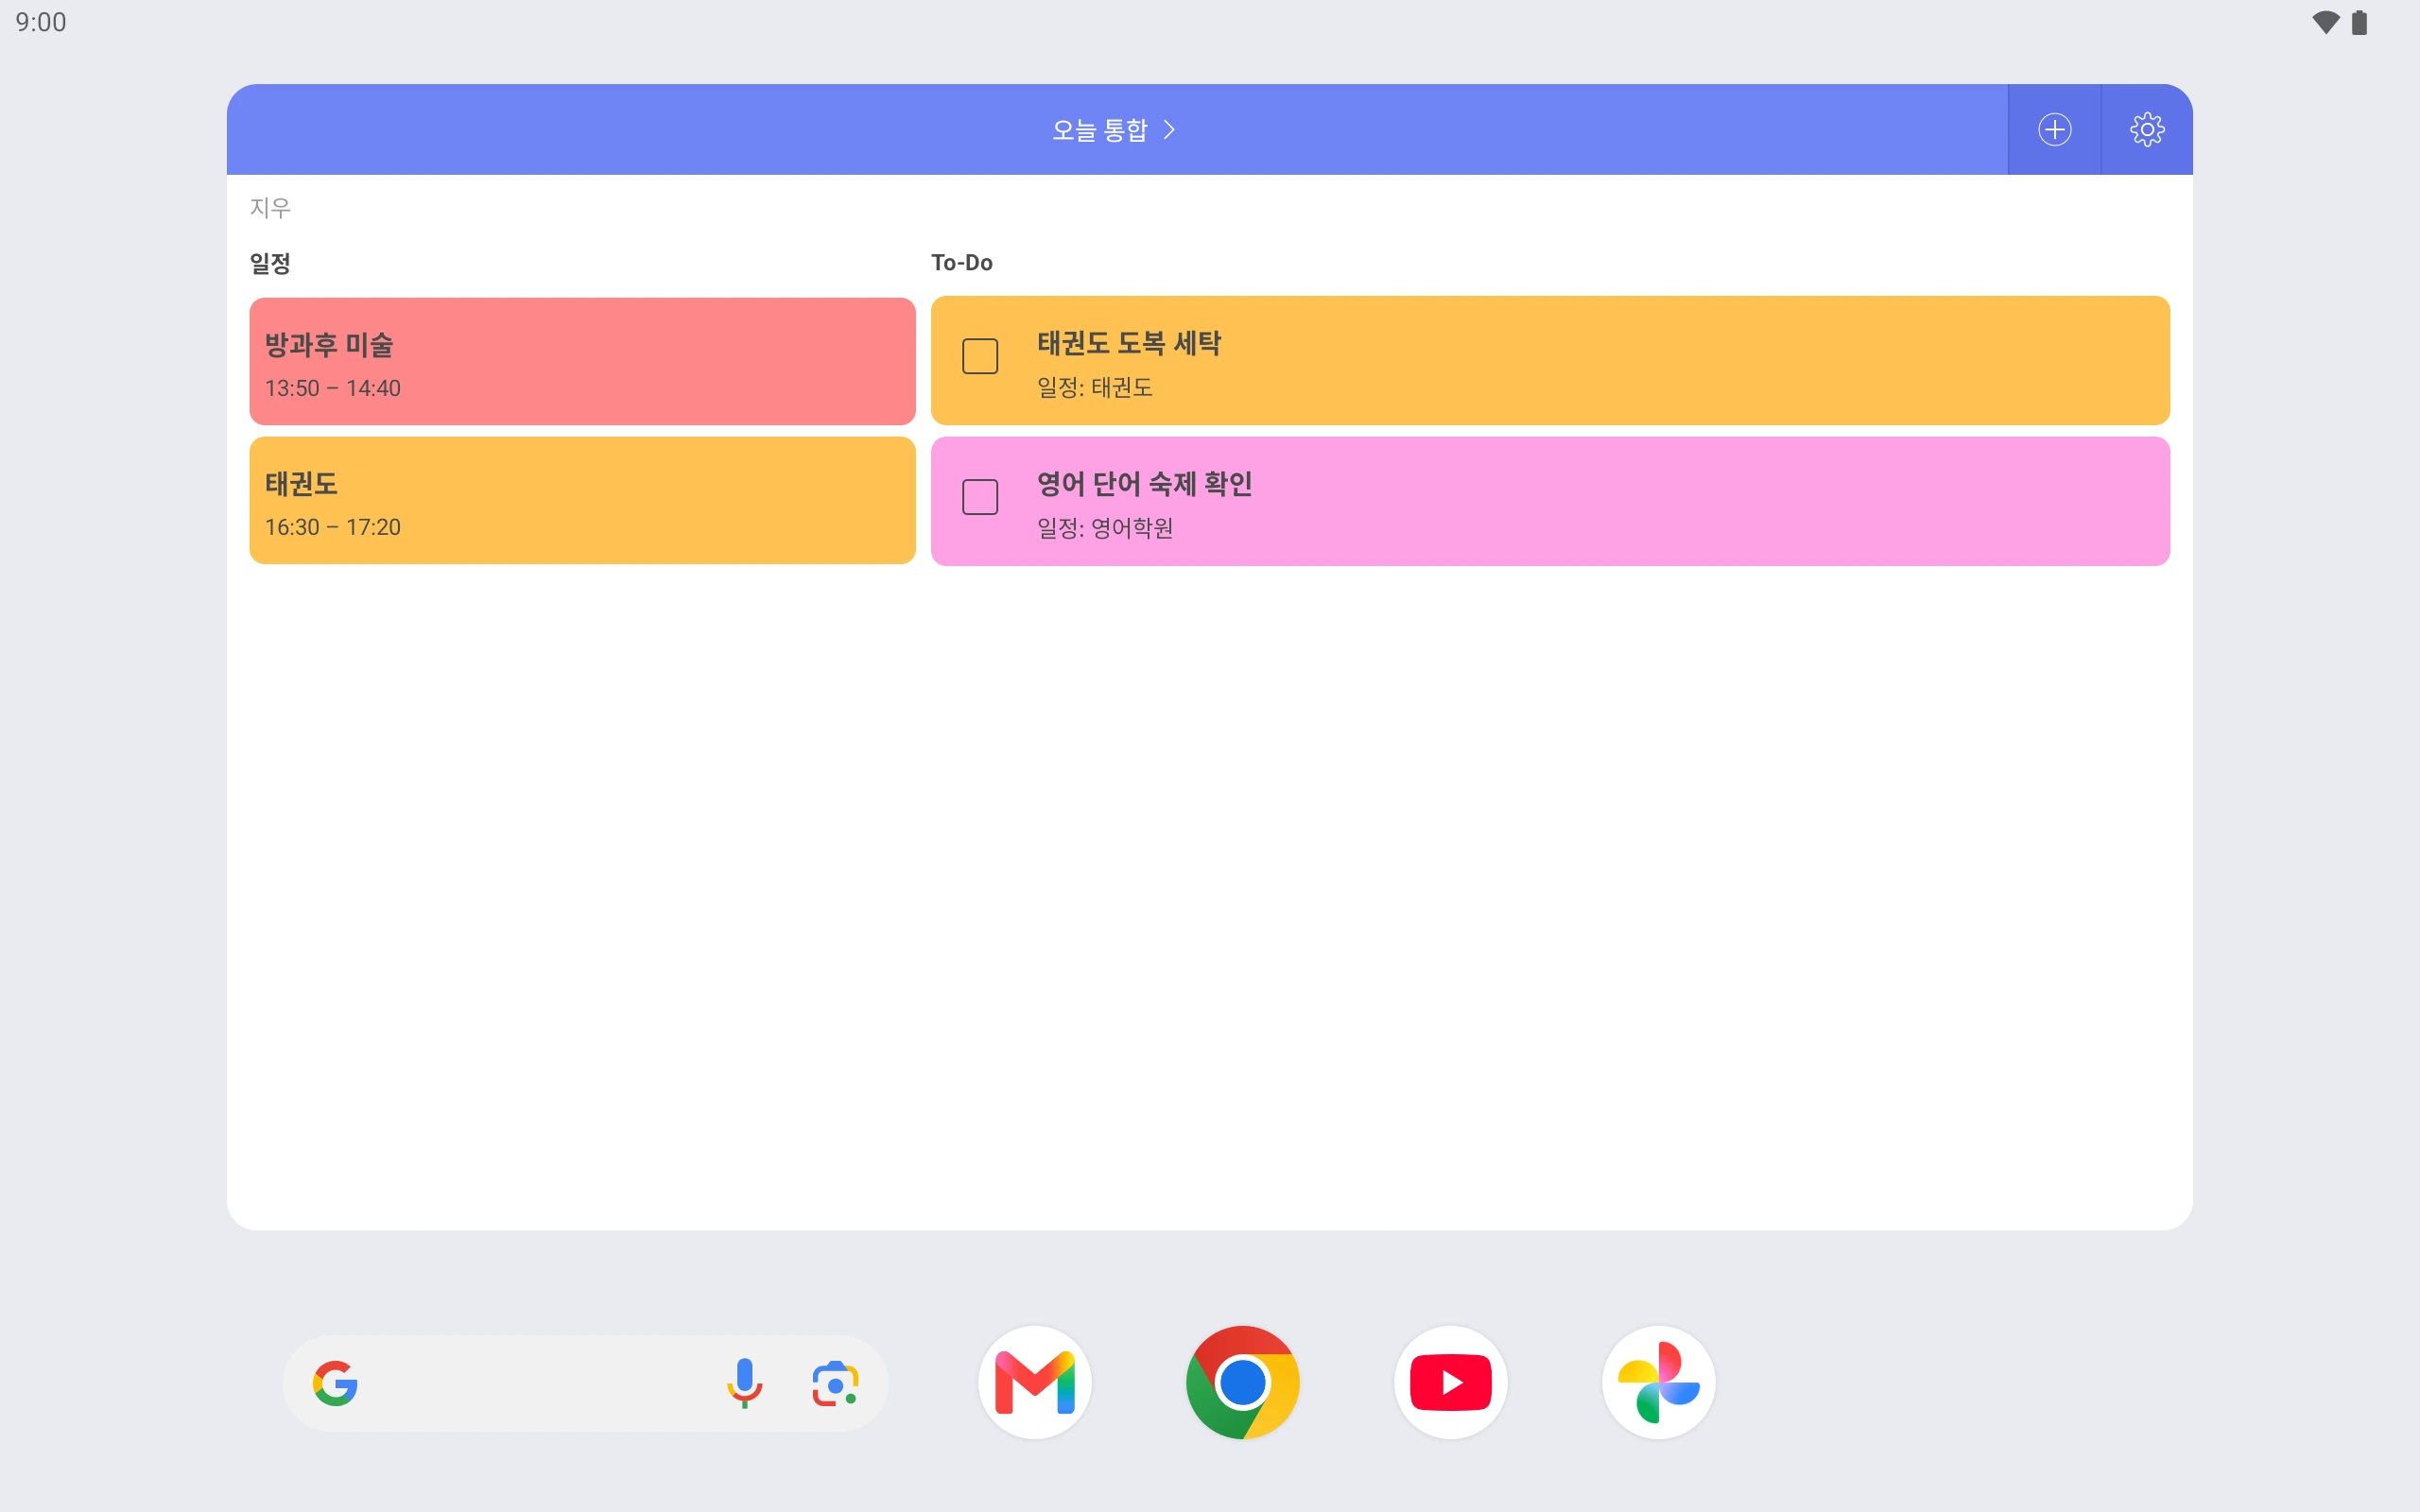 9:00
오늘 통합
지우
일정
방과후 미술
13:50 – 14:40
태권도
16:30 – 17:20
To-Do
태권도 도복 세탁
일정: 태권도
영어 단어 숙제 확인
일정: 영어학원